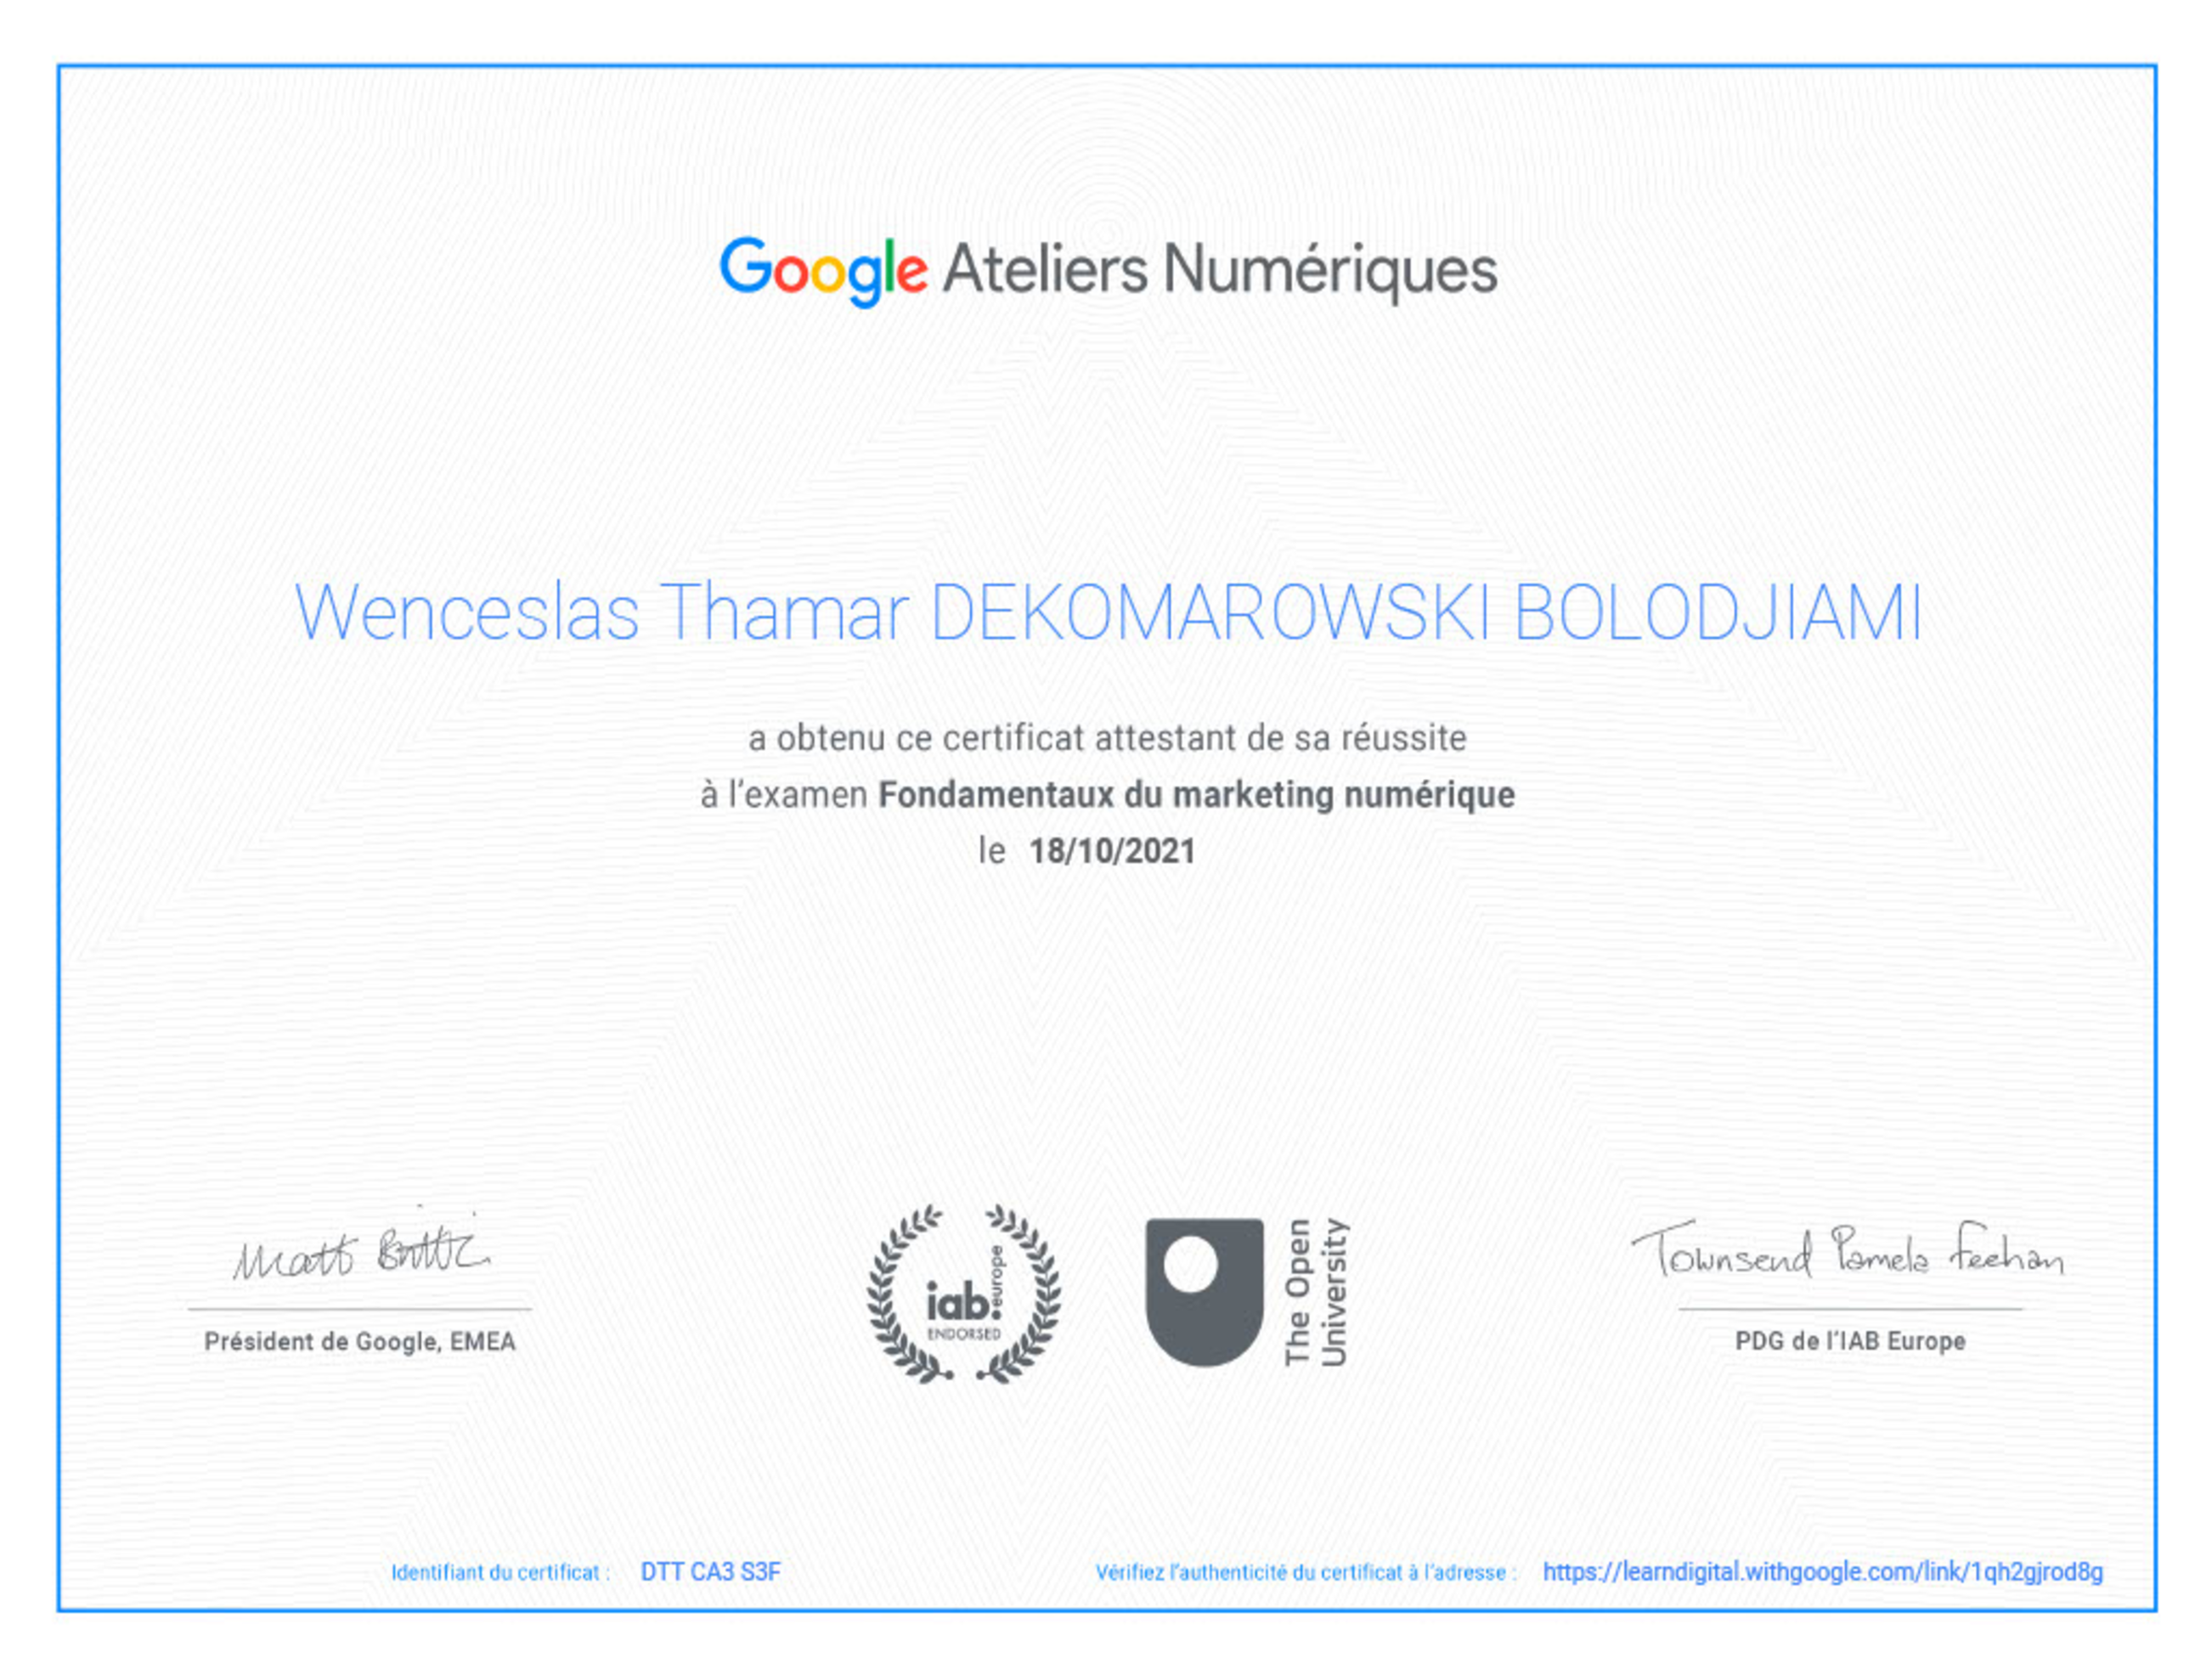 Google Ateliers Numériques
Wenceslas Thamar DEKOMAROWSKI BOLODJIAMI
a obtenu ce certificat attestant de sa réussite
à l'examen Fondamentaux du marketing numérique
le 18/10/2021
Matt Brittin
Président de Google, EMEA
iab.europe
ENDORSED
The Open
University
Townsend Pamela Feehan
PDG de l'IAB Europe
Identifiant du certificat : DTT CA3 S3F
Vérifiez l'authenticité du certificat à l'adresse : https://learndigital.withgoogle.com/link/1qh2gjrod8g